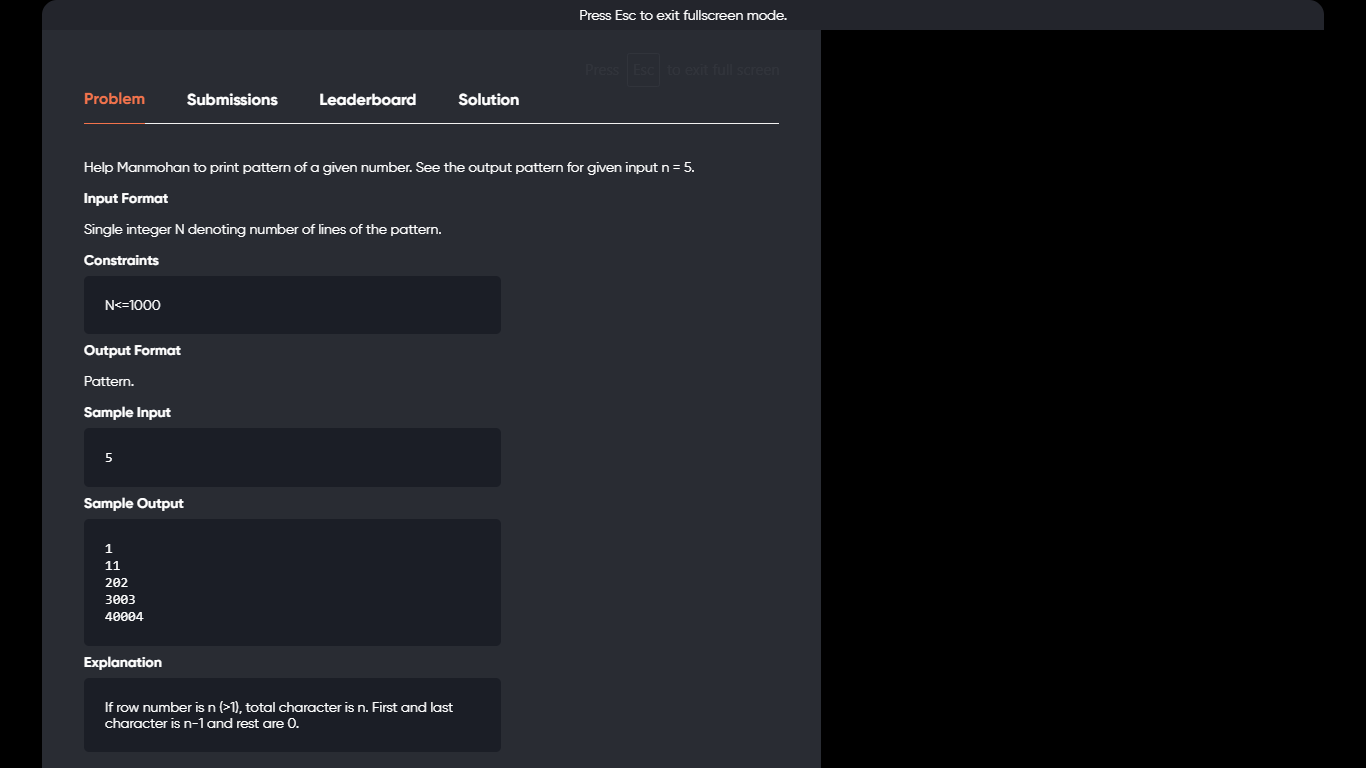 Press Esc to exit fullscreen mode.
Press Esc to exit full screen
Problem Submissions Leaderboard Solution
Help Manmohan to print pattern of a given number. See the output pattern for given input n = 5.
Input Format
Single integer N denoting number of lines of the pattern.
Constraints
N<=1000
Output Format
Pattern.
Sample Input
5
Sample Output
1
11
202
3003
40004
Explanation
If row number is n (>1), total character is n. First and last
character is n-1 and rest are 0.